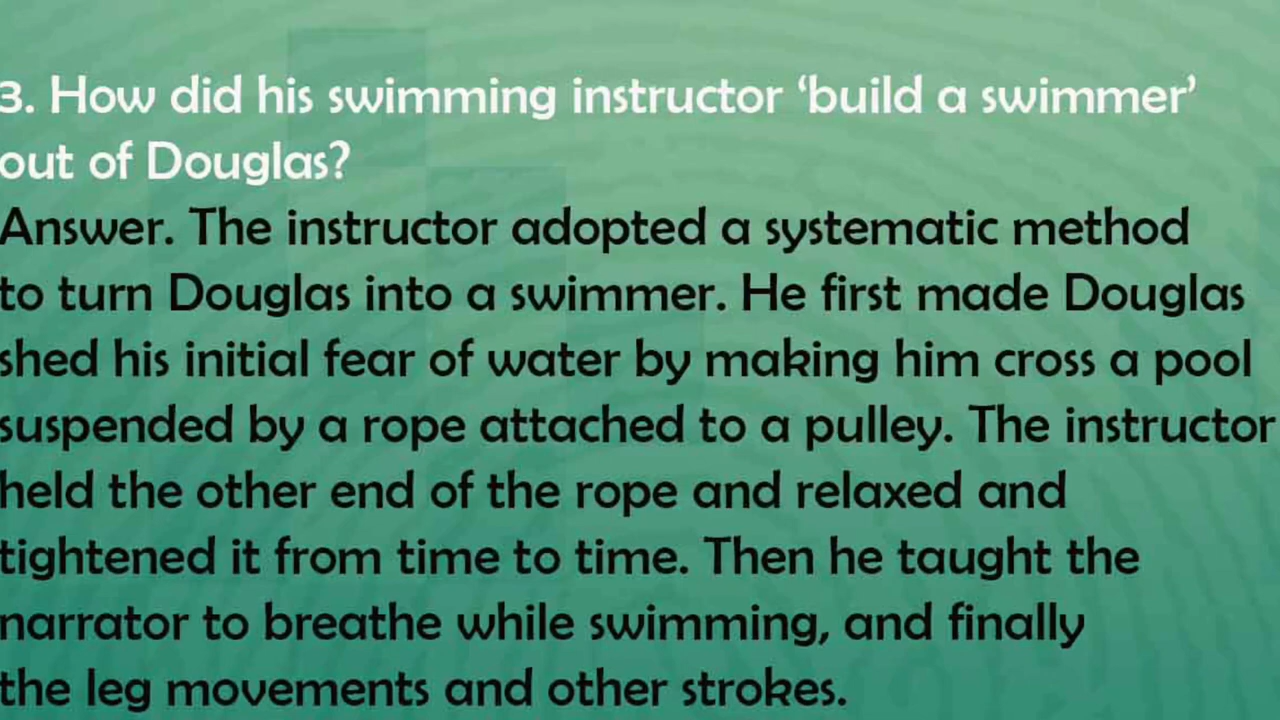 3. How did his swimming instructor ‘build a swimmer’
out of Douglas?
Answer. The instructor adopted a systematic method
to turn Douglas into a swimmer. He first made Douglas
shed his initial fear of water by making him cross a pool
suspended by a rope attached to a pulley. The instructor
held the other end of the rope and relaxed and
tightened it from time to time. Then he taught the
narrator to breathe while swimming, and finally
the leg movements and other strokes.